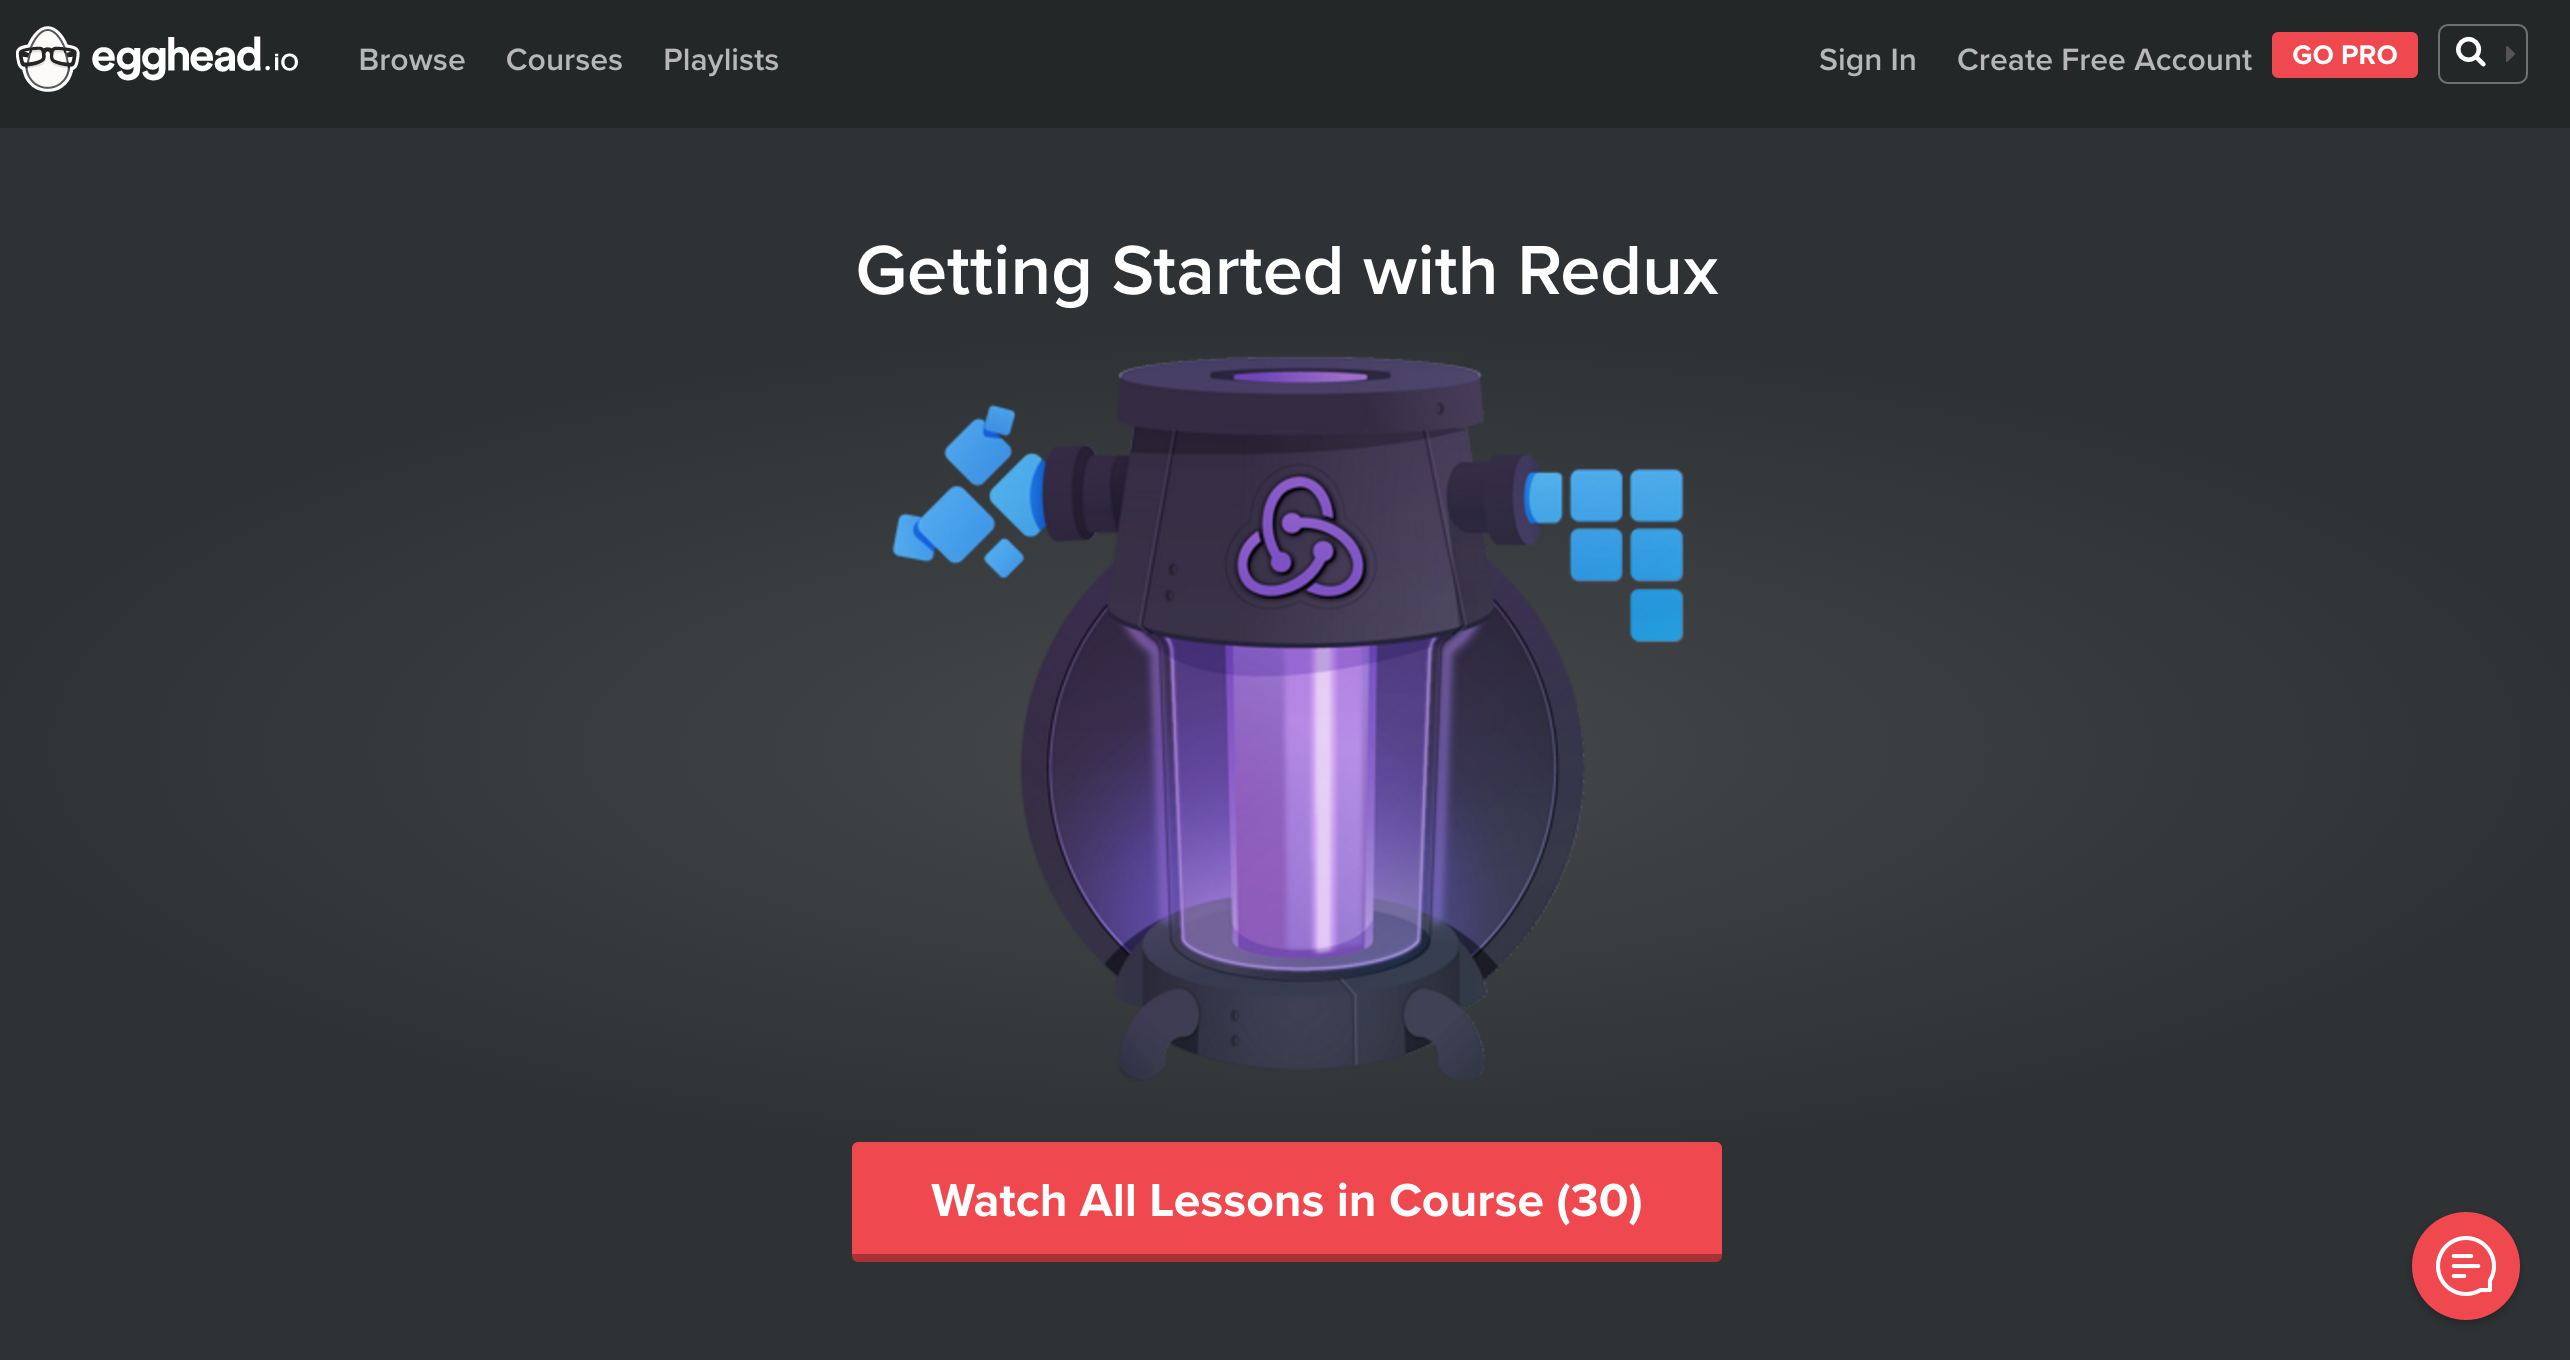 egghead.io
Browse Courses Playlists
Sign In Create Free Account GO PRO
Getting Started with Redux
Watch All Lessons in Course (30)